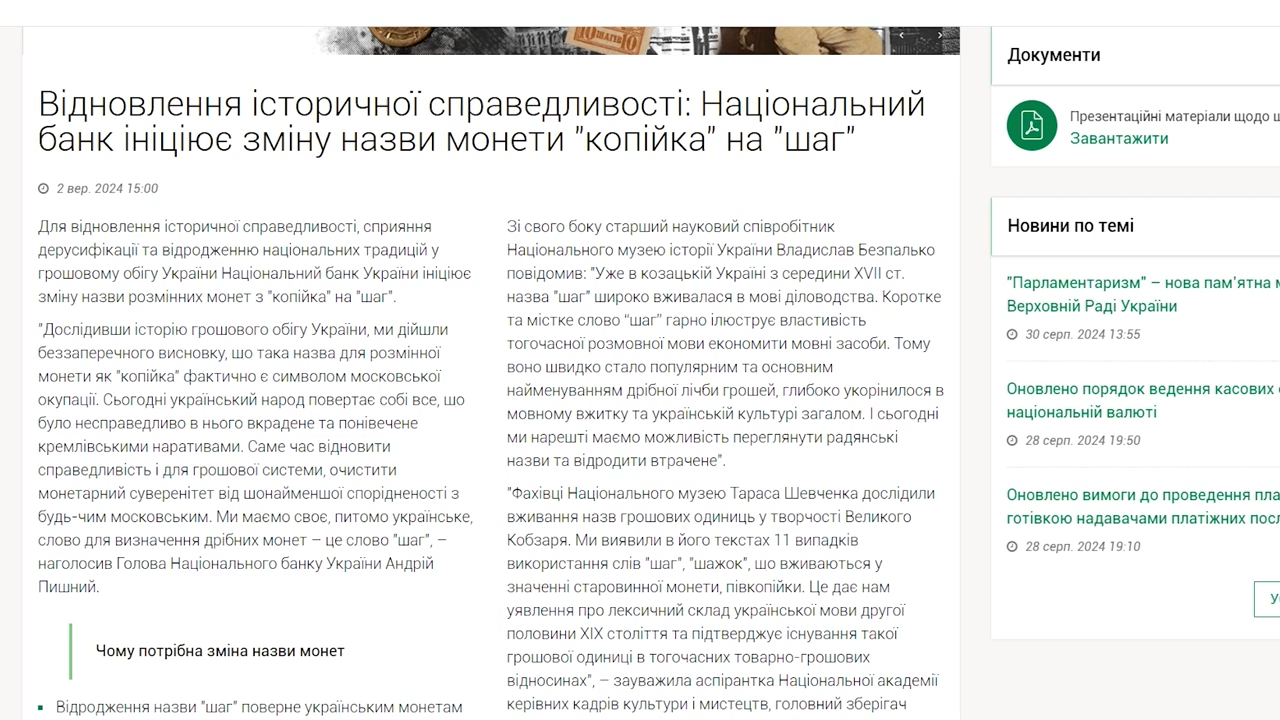 Відновлення історичної справедливості: Національний
банк ініціює зміну назви монети "копійка" на "шаг"
2 вер. 2024 15:00
Для відновлення історичної справедливості, сприяння
дерусифікації та відродженню національних традицій у
грошовому обігу України Національний банк України ініціює
зміну назви розмінних монет з "копійка" на "шаг".
"Дослідивши історію грошового обігу України, ми дійшли
беззаперечного висновку, що така назва для розмінної
монети як "копійка" фактично є символом московської
окупації. Сьогодні український народ повертає собі все, що
було несправедливо в нього вкрадене та понівечене
кремлівськими наративами. Саме час відновити
справедливість і для грошової системи, очистити
монетарний суверенітет від щонайменшої спорідненості з
будь-чим московським. Ми маємо своє, питомо українське,
слово для визначення дрібних монет – це слово "шаг", –
наголосив Голова Національного банку України Андрій
Пишний.
Чому потрібна зміна назви монет
Відродження назви "шаг" поверне українським монетам
Зі свого боку старший науковий співробітник
Національного музею історії України Владислав Безпалько
повідомив: "Уже в козацькій Україні з середини XVII ст.
назва "шаг" широко вживалася в мові діловодства. Коротке
та містке слово "шаг" гарно ілюструє властивість
тогочасної розмовної мови економити мовні засоби. Тому
воно швидко стало популярним та основним
найменуванням дрібної лічби грошей, глибоко укорінилося в
мовному вжитку та українській культурі загалом. І сьогодні
ми нарешті маємо можливість переглянути радянські
назви та відродити втрачене".
"Фахівці Національного музею Тараса Шевченка дослідили
вживання назв грошових одиниць у творчості Великого
Кобзаря. Ми виявили в його текстах 11 випадків
використання слів "шаг", "шажок", що вживаються у
значенні старовинної монети, півкопійки. Це дає нам
уявлення про лексичний склад української мови другої
половини XIX століття та підтверджує існування такої
грошової одиниці в тогочасних товарно-грошових
відносинах", – зауважила аспірантка Національної академії
керівних кадрів культури і мистецтв, головний зберігач
Документи
Презентаційні матеріали щодо
Завантажити
Новини по темі
"Парламентаризм" – нова пам'ятна
Верховній Раді України
30 серп. 2024 13:55
Оновлено порядок ведення касових
національній валюті
28 серп. 2024 19:50
Оновлено вимоги до проведення
готівкою надавачами платіжних
28 серп. 2024 19:10